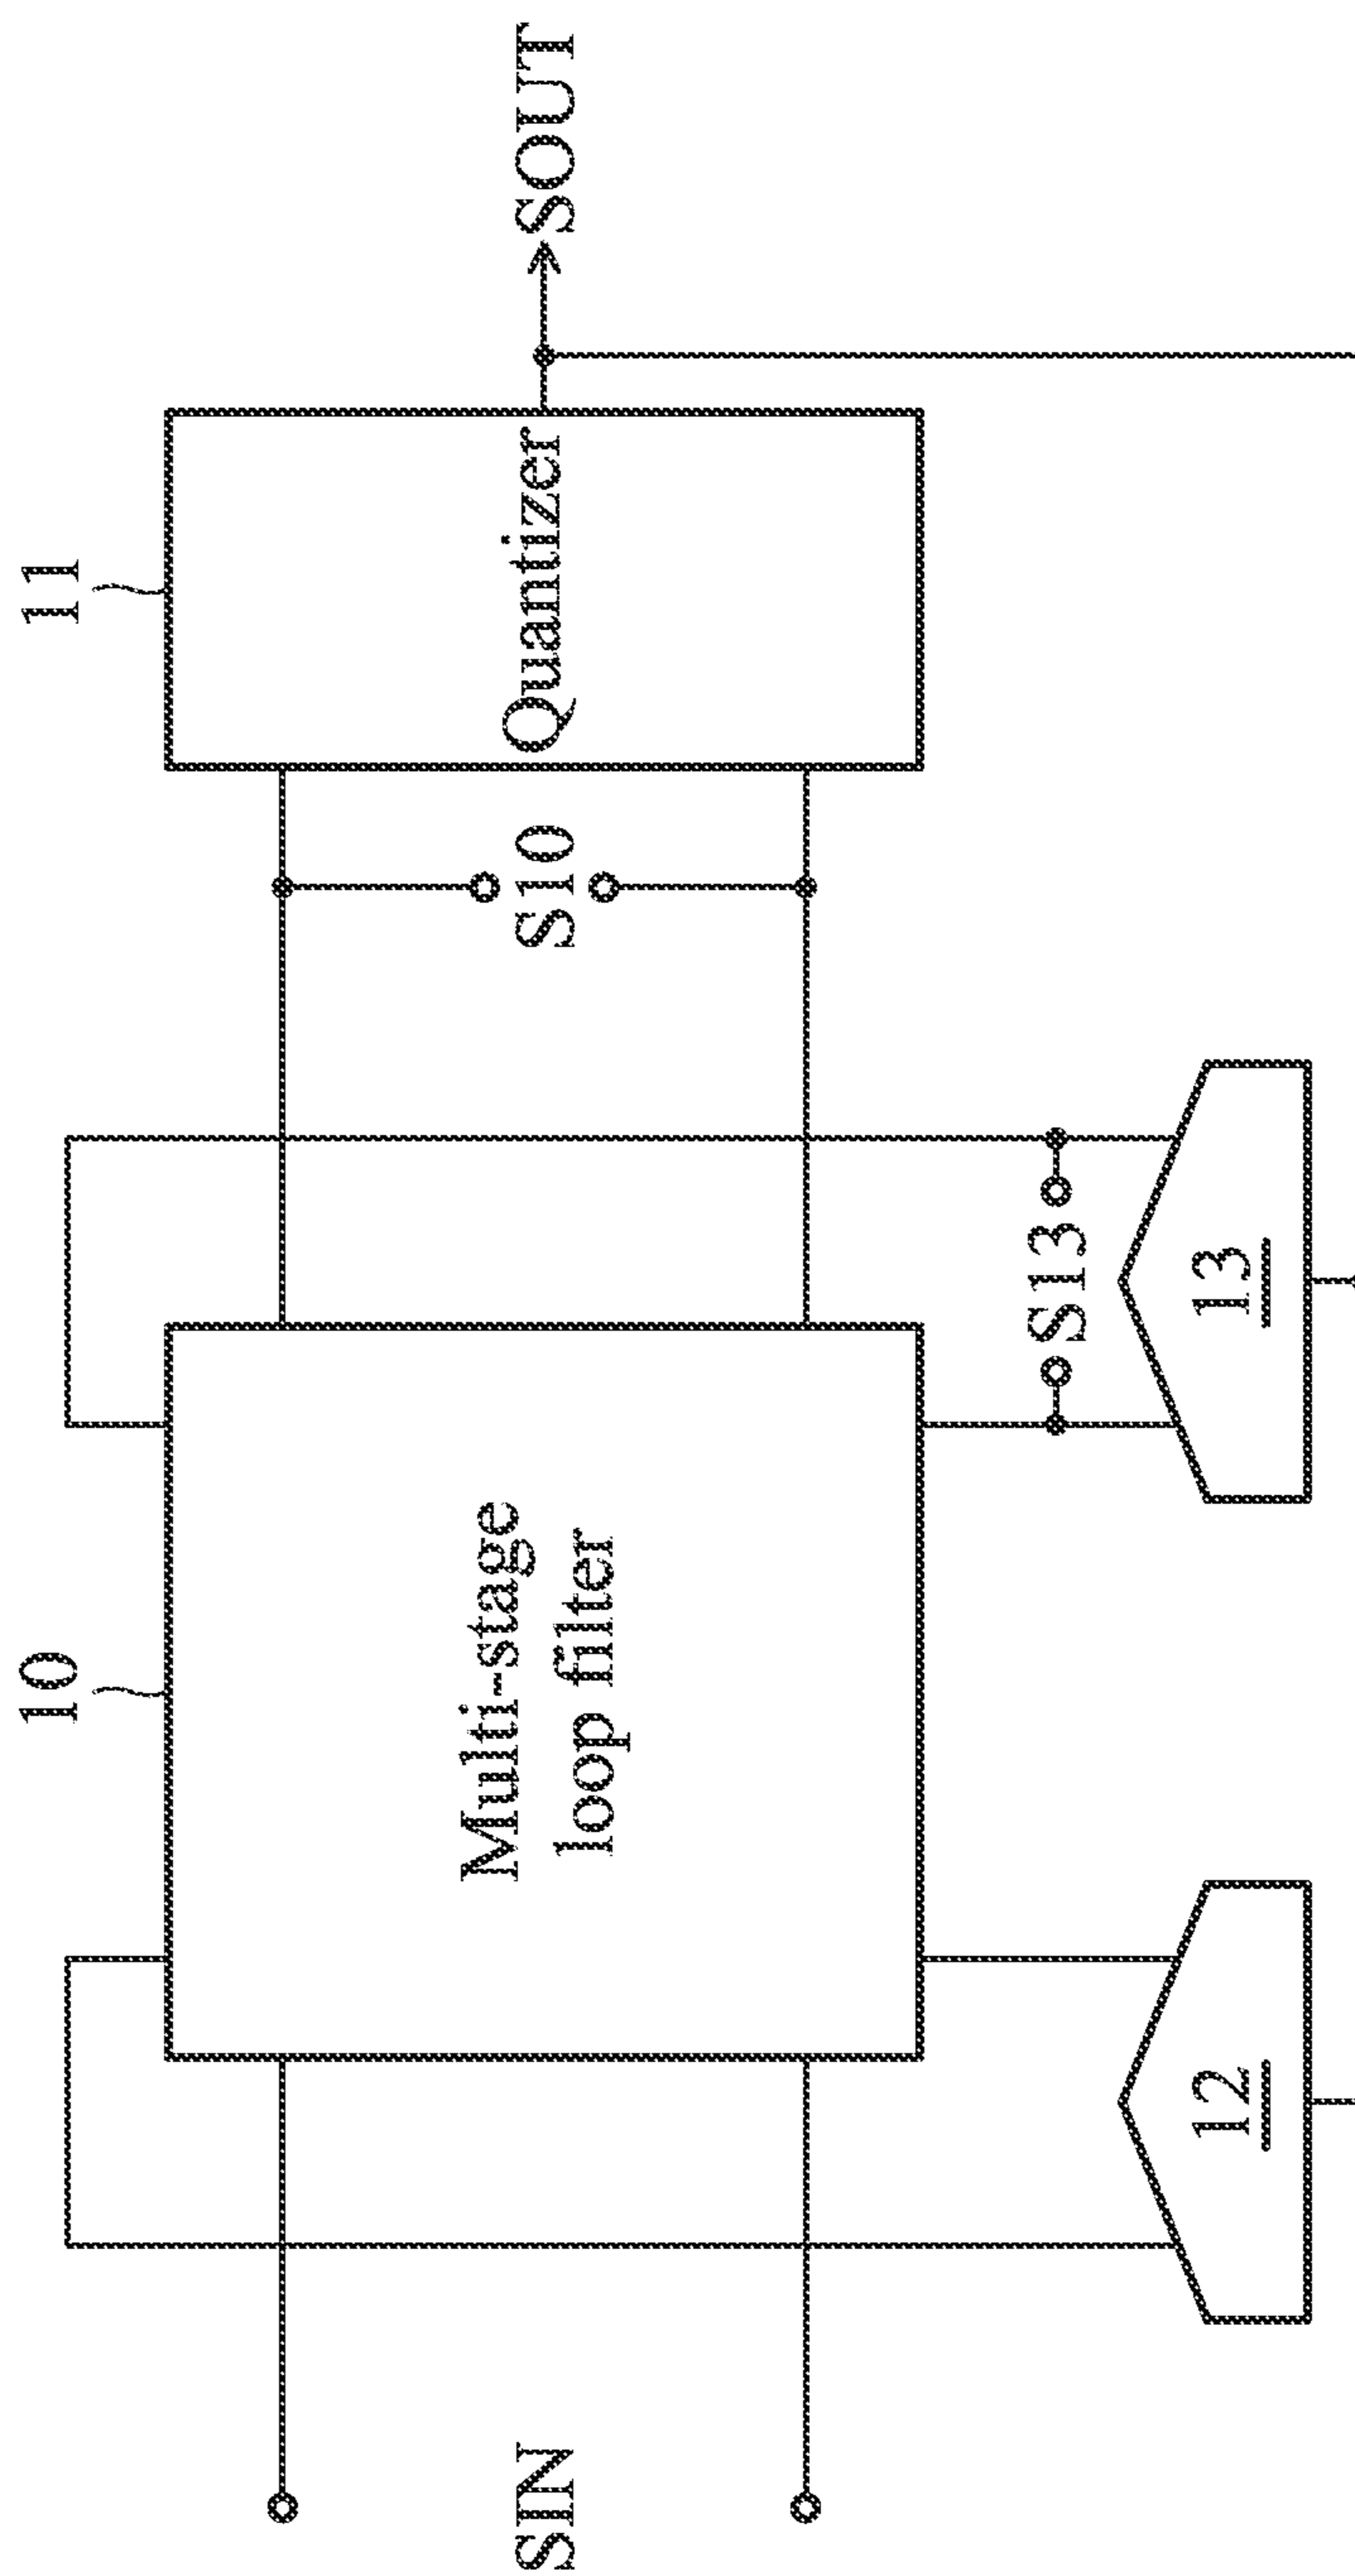 10
11
SIN
Multi-stage
loop filter
S10
Quantizer
SOUT
S13
12
13